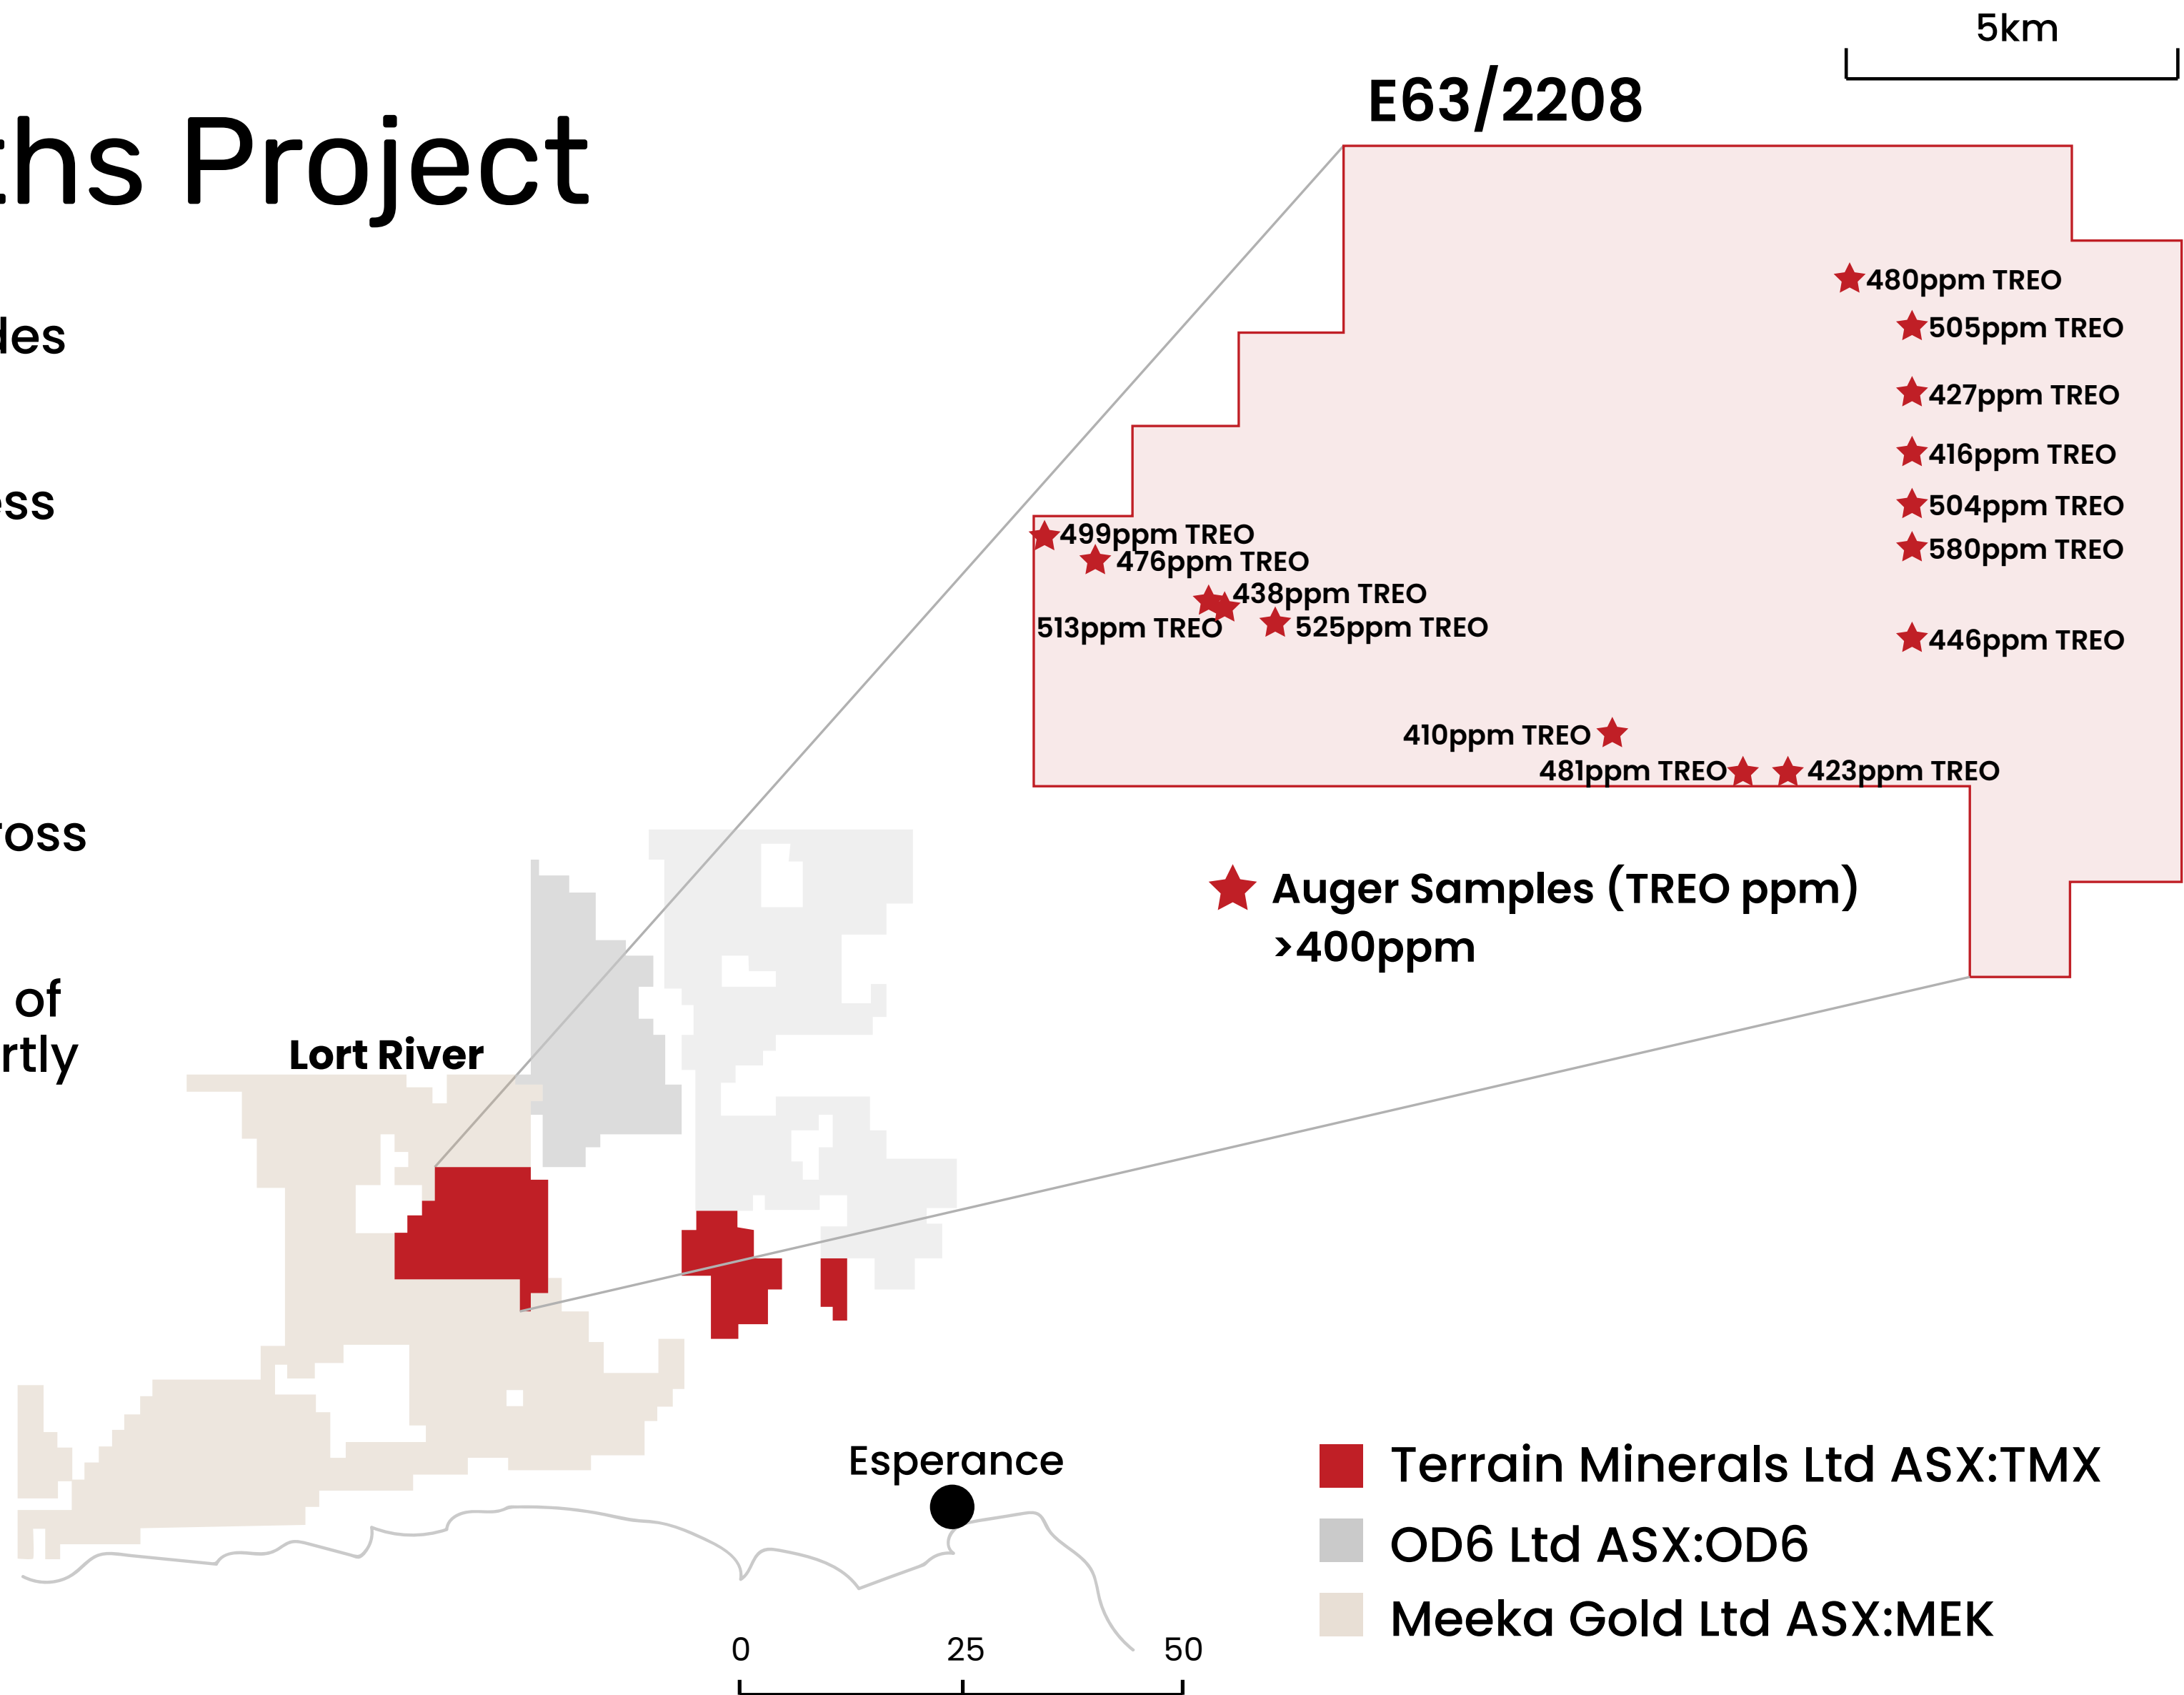 5km
E63/2208
ths Project
480ppm TREO
505ppm TREO
des
427ppm TREO
416ppm TREO
ess
504ppm TREO
499ppm TREO
580ppm TREO
476ppm TREO
438ppm TREO
513ppm TREO
525ppm TREO
446ppm TREO
410ppm TREO
481ppm TREO
423ppm TREO
ross
Auger Samples (TREO ppm)
>400ppm
of
rtly
Lort River
Esperance
Terrain Minerals Ltd ASX:TMX
OD6 Ltd ASX:OD6
Meeka Gold Ltd ASX:MEK
0 25 50